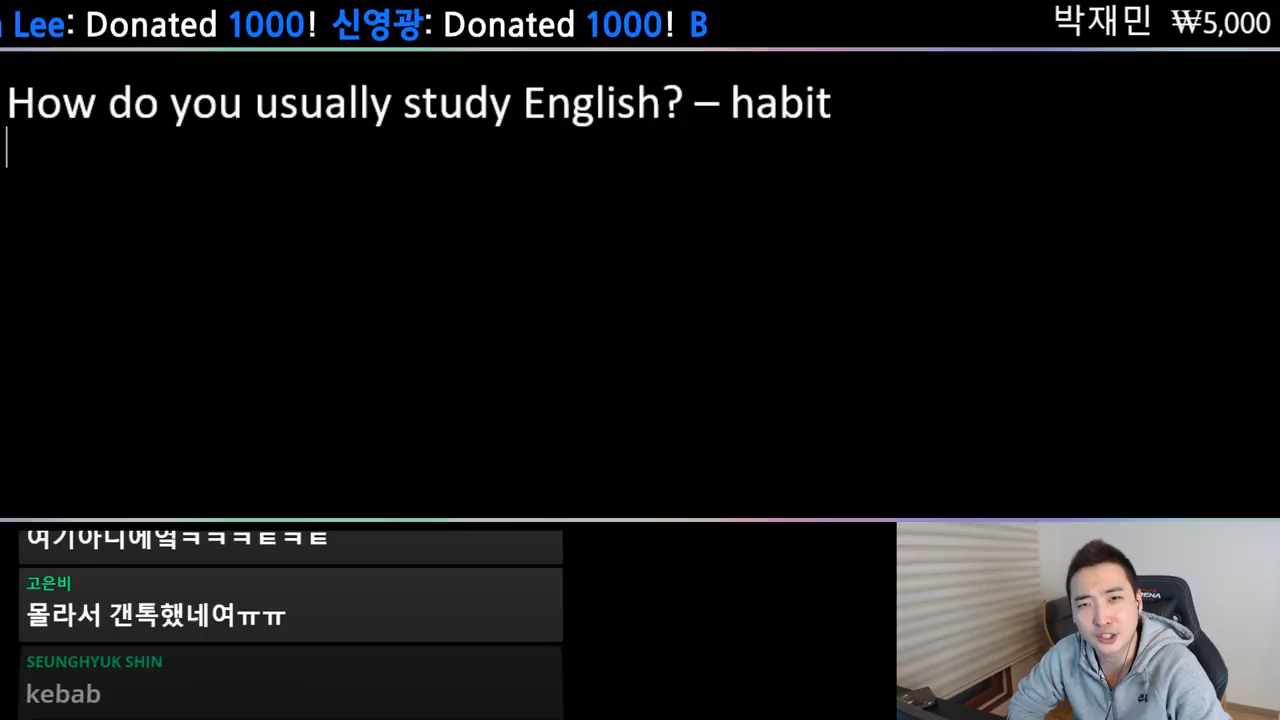 Lee: Donated 1000! 신영광: Donated 1000! B
박재민 ₩5,000
How do you usually study English? – habit
고은비
몰라서 갠톡했네여ㅠㅠ
SEUNGHYUK SHIN
kebab